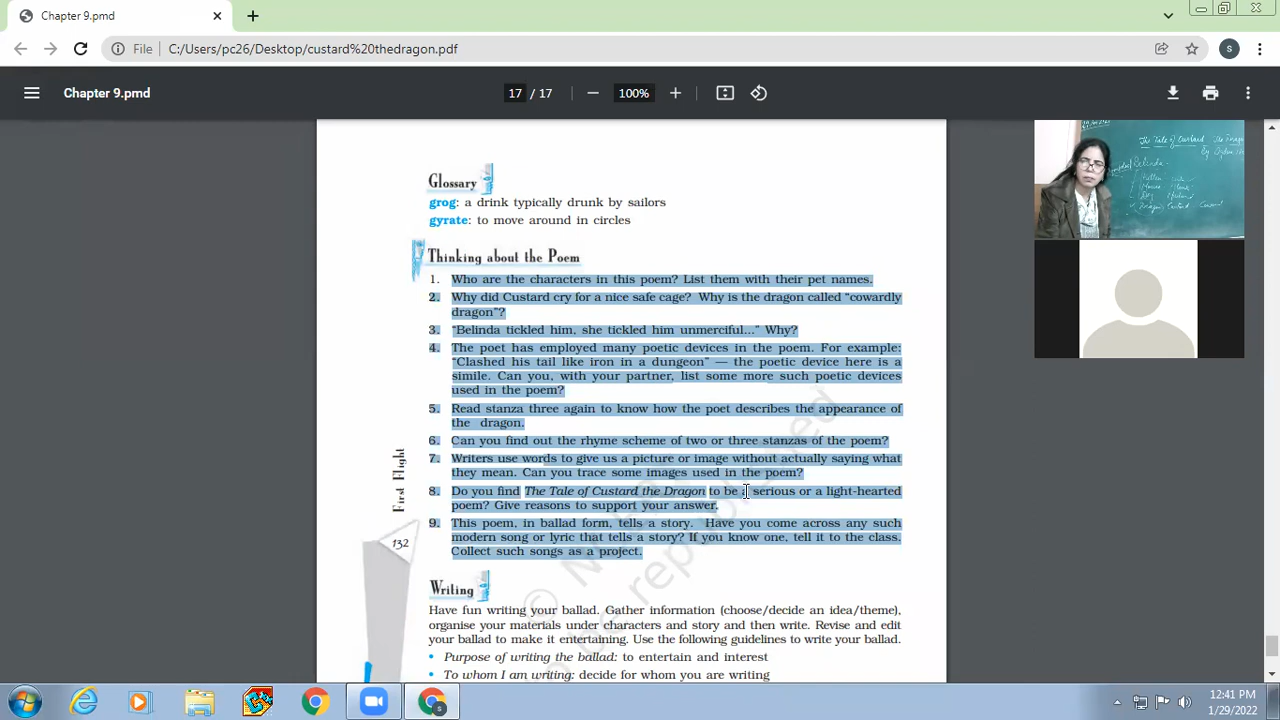 Chapter 9.pmd
File
C:/Users/pc26/Desktop/custard%20thedragon.pdf
S
Chapter 9.pmd
17 / 17
100%
Glossary
grog: a drink typically drunk by sailors
gyrate: to move around in circles
Thinking about the Poem
1. Who are the characters in this poem? List them with their pet names.
2. Why did Custard cry for a nice safe cage? Why is the dragon called “cowardly
dragon”?
3. “Belinda tickled him, she tickled him unmerciful...” Why?
4. The poet has employed many poetic devices in the poem. For example:
“Clashed his tail like iron in a dungeon” — the poetic device here is a
simile. Can you, with your partner, list some more such poetic devices
used in the poem?
5. Read stanza three again to know how the poet describes the appearance of
the dragon.
6. Can you find out the rhyme scheme of two or three stanzas of the poem?
7. Writers use words to give us a picture or image without actually saying what
they mean. Can you trace some images used in the poem?
8. Do you find The Tale of Custard the Dragon to be a serious or a light-hearted
poem? Give reasons to support your answer.
9. This poem, in ballad form, tells a story. Have you come across any such
modern song or lyric that tells a story? If you know one, tell it to the class.
Collect such songs as a project.
First Flight
132
Writing
Have fun writing your ballad. Gather information (choose/decide an idea/theme),
organise your materials under characters and story and then write. Revise and edit
your ballad to make it entertaining. Use the following guidelines to write your ballad.
• Purpose of writing the ballad: to entertain and interest
• To whom I am writing: decide for whom you are writing
The Tale of Custard the
Belinda
12:41 PM
1/29/2022